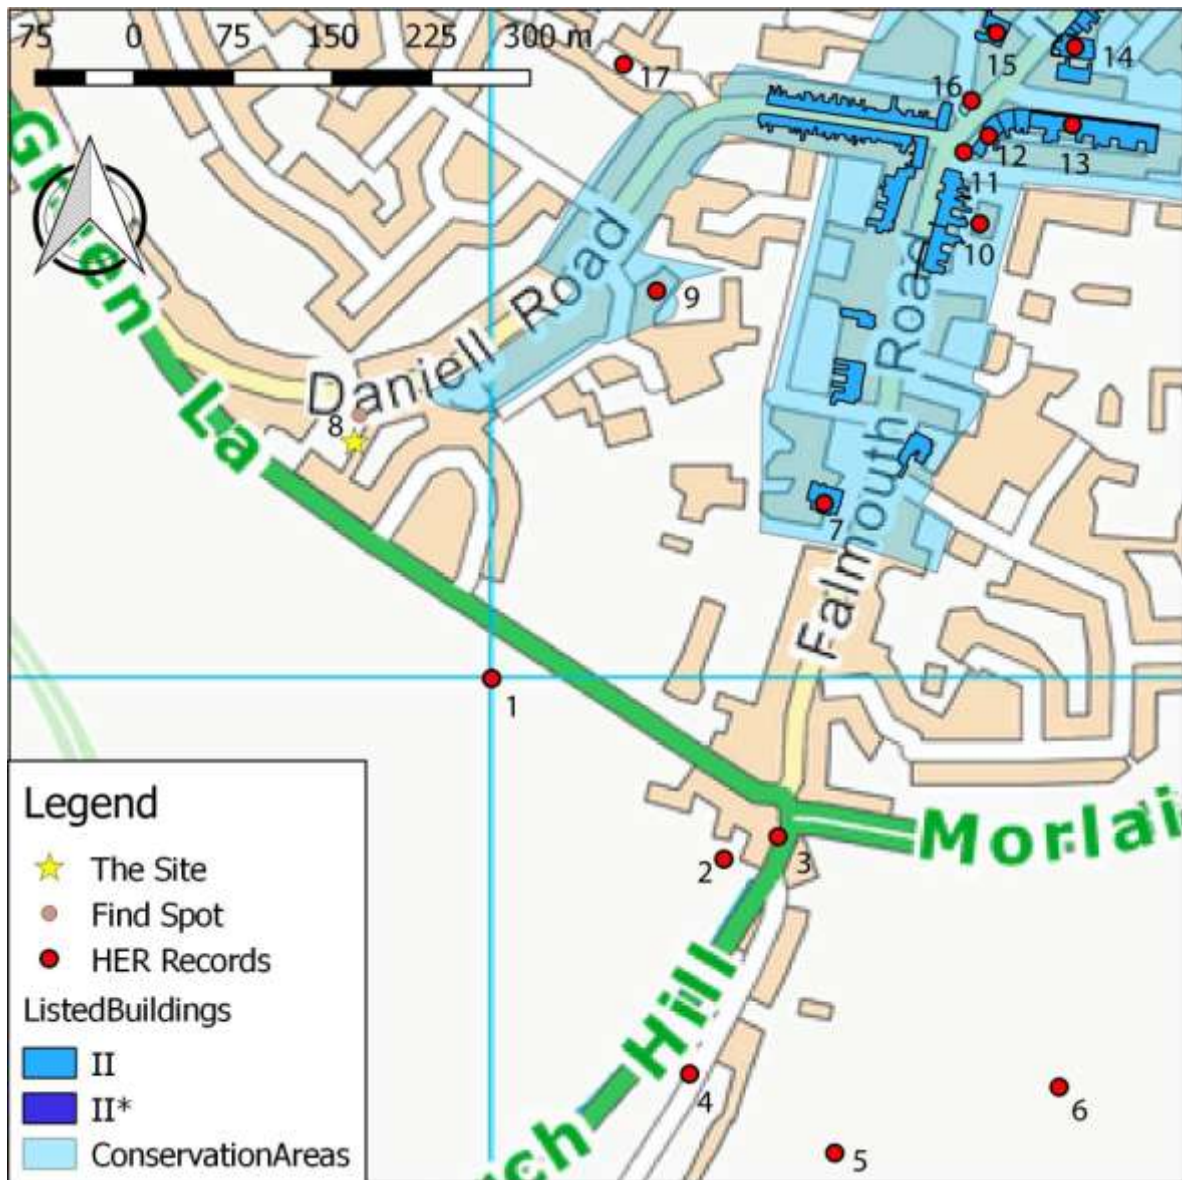 75 0 75 150 225 300 m
17
15
14
16
12
13
11
10
Green La
9
Daniell Road
8
Falmouth Road
7
1
Morlai
2
3
Hill
4
6
5
Legend
The Site
Find Spot
HER Records
ListedBuildings
II
II*
ConservationAreas